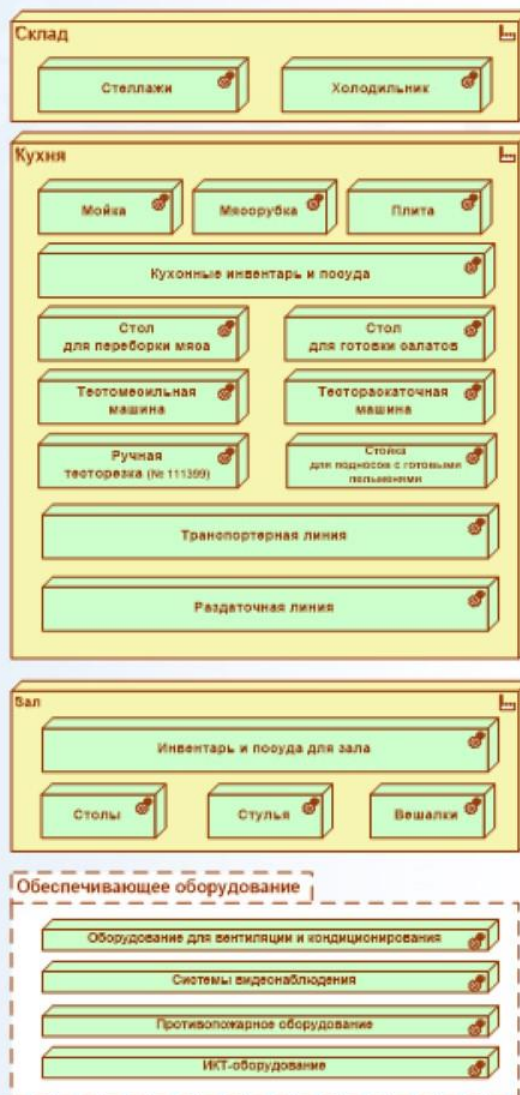 Склад
Стеллажи
Холодильник
Кухня
Мойка
Мясорубка
Плита
Кухонные инвентарь и посуда
Стол
для переборки мяса
Стол
для готовки салатов
Тестомесильная
машина
Тестораскаточная
машина
Ручная
тесторезка (№ 111399)
Стойка
для подносов с готовыми
пельменями
Транспортерная линия
Раздаточная линия
Зал
Инвентарь и посуда для зала
Столы
Стулья
Вешалки
Обеспечивающее оборудование
Оборудование для вентиляции и кондиционирования
Системы видеонаблюдения
Противопожарное оборудование
ИКТ-оборудование